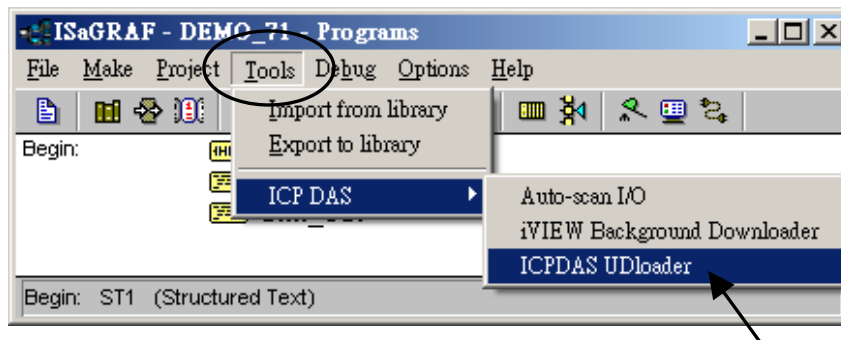 ISaGRAF - DEMO_71 - Programs
File Make Project Tools Debug Options Help
Import from library
Export to library
ICP DAS
Auto-scan I/O
iVIEW Background Downloader
ICPDAS UDloader
Begin:
Begin: ST1 (Structured Text)